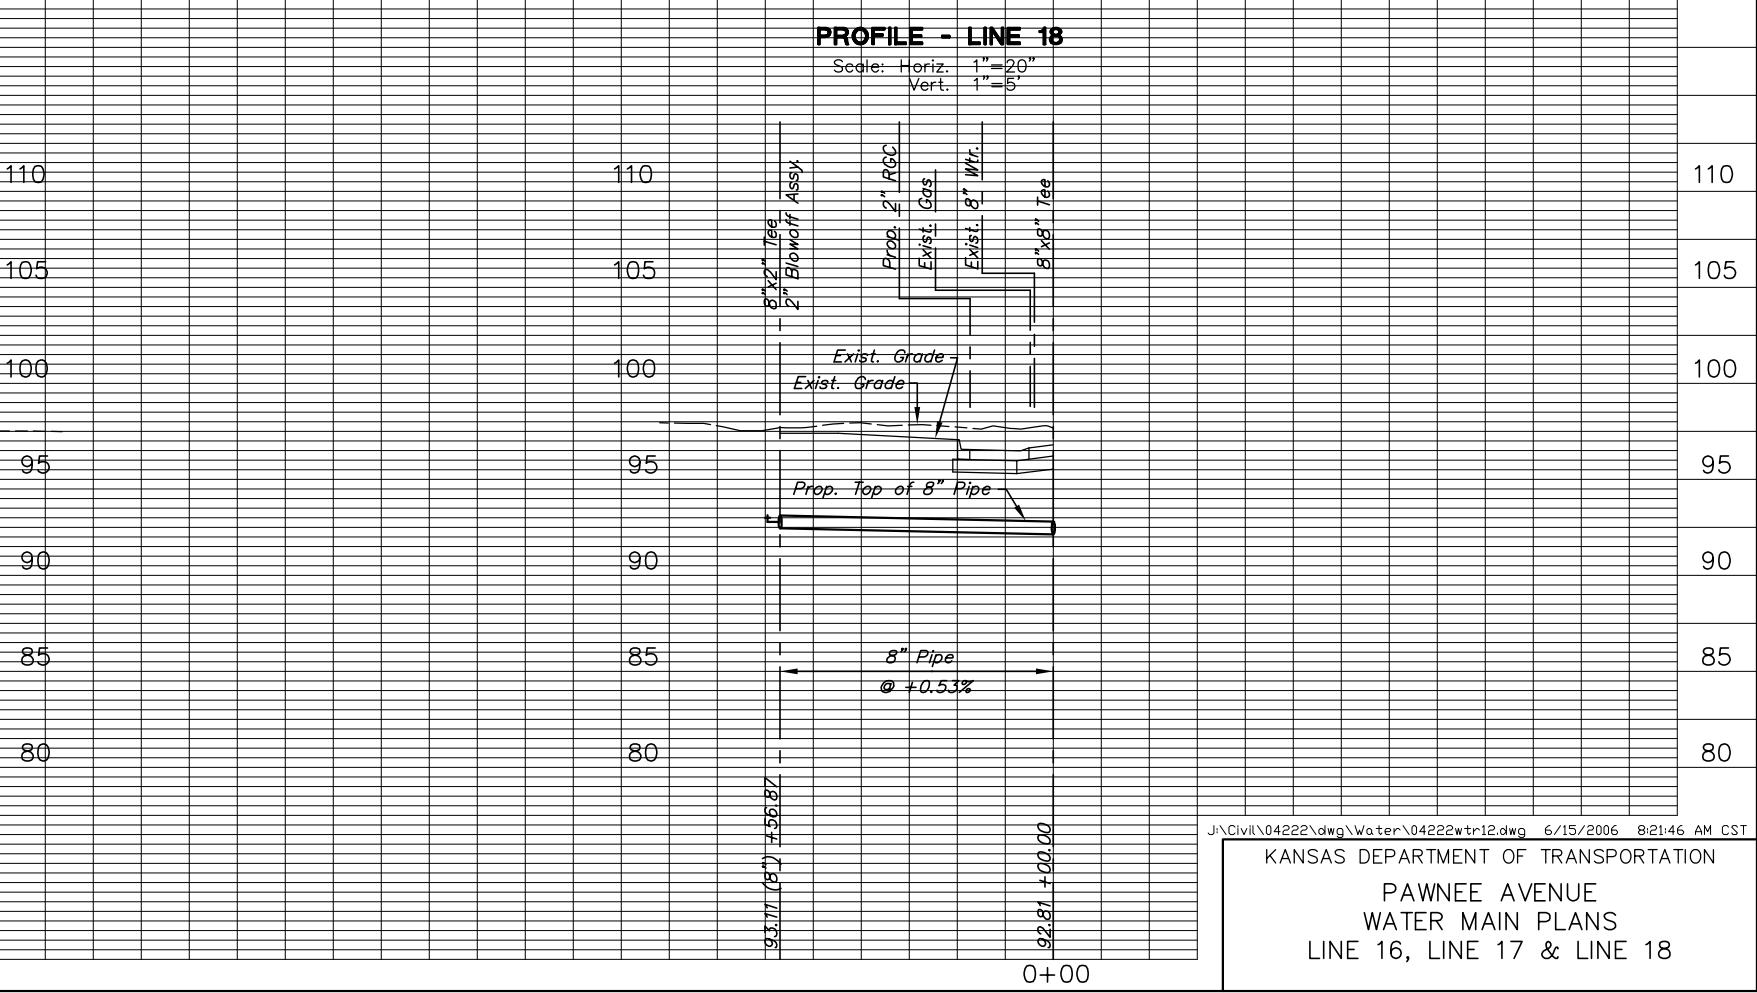 PROFILE - LINE 18
Scale: Horiz. 1"=20"
Vert. 1"=5'
110 110 110
105 105 105
100 100 100
95 95 95
90 90 90
85 85 85
80 80 80
8"x2" Tee
2" Blowoff Assy.
Prop. 2" RGC
Exist. Gas
Exist. 8" Wtr.
8"x8" Tee
Exist. Grade
Exist. Grade
Prop. Top of 8" Pipe
8" Pipe
@ +0.53%
93.11 (8") +56.87
92.81 +00.00
0+00
J:\Civil\04222\dwg\Water\04222wtr12.dwg 6/15/2006 8:21:46 AM CST
KANSAS DEPARTMENT OF TRANSPORTATION
PAWNEE AVENUE
WATER MAIN PLANS
LINE 16, LINE 17 & LINE 18